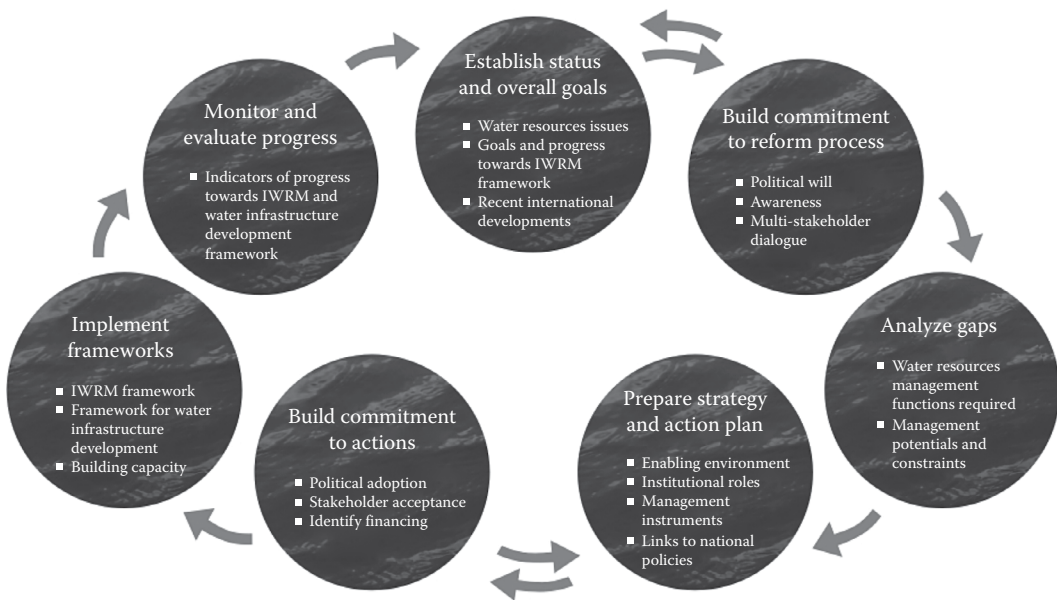 Establish status
and overall goals
■ Water resources issues
■ Goals and progress
towards IWRM
framework
■ Recent international
developments
Build commitment
to reform process
■ Political will
■ Awareness
■ Multi-stakeholder
dialogue
Analyze gaps
■ Water resources
management
functions required
■ Management
potentials and
constraints
Prepare strategy
and action plan
■ Enabling environment
■ Institutional roles
■ Management
instruments
■ Links to national
policies
Build commitment
to actions
■ Political adoption
■ Stakeholder acceptance
■ Identify financing
Implement
frameworks
■ IWRM framework
■ Framework for water
infrastructure
development
■ Building capacity
Monitor and
evaluate progress
■ Indicators of progress
towards IWRM and
water infrastructure
development
framework